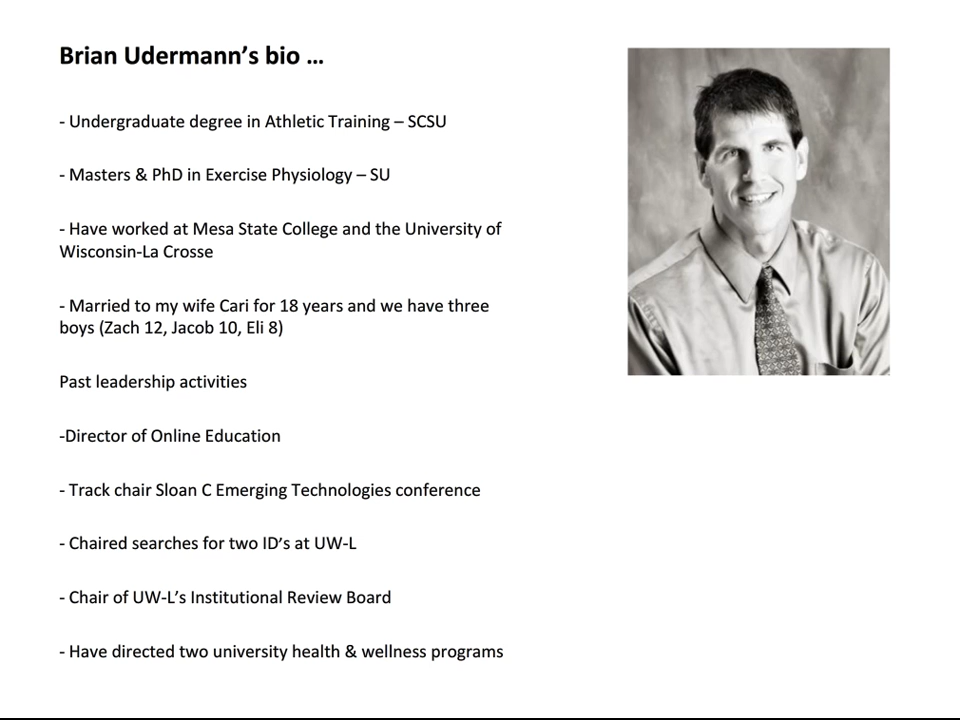 Brian Udermann’s bio …
- Undergraduate degree in Athletic Training – SCSU
- Masters & PhD in Exercise Physiology – SU
- Have worked at Mesa State College and the University of
Wisconsin-La Crosse
- Married to my wife Cari for 18 years and we have three
boys (Zach 12, Jacob 10, Eli 8)
Past leadership activities
-Director of Online Education
- Track chair Sloan C Emerging Technologies conference
- Chaired searches for two ID’s at UW-L
- Chair of UW-L’s Institutional Review Board
- Have directed two university health & wellness programs